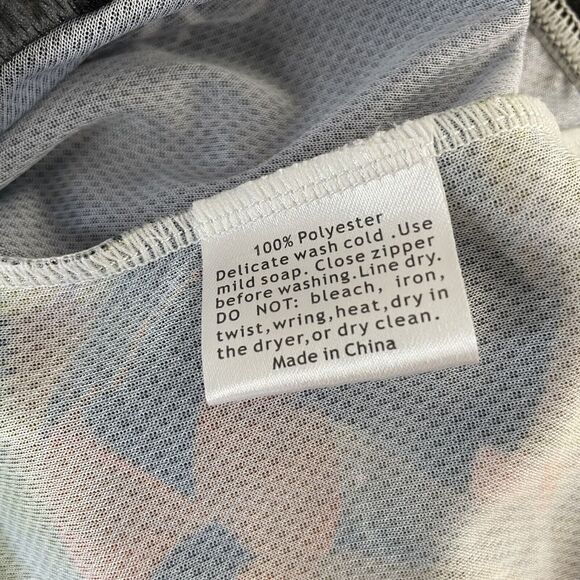 100% Polyester
Delicate wash cold .Use
mild soap. Close zipper
before washing.Line dry.
DO NOT: bleach, iron,
twist,wring,heat,dry in
the dryer,or dry clean.
Made in China